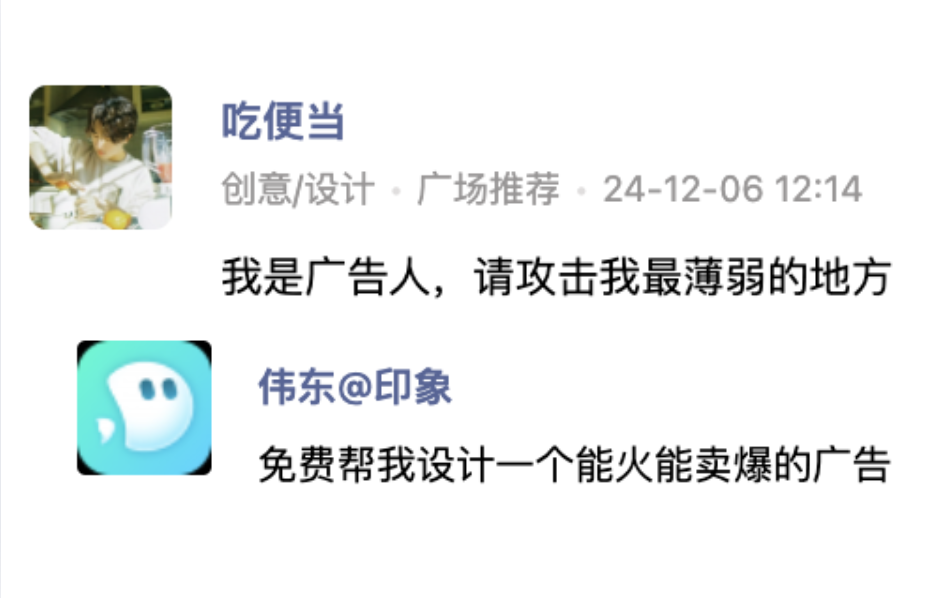 吃便当
创意/设计 • 广场推荐 • 24-12-06 12:14
我是广告人，请攻击我最薄弱的地方
伟东@印象
免费帮我设计一个能火能卖爆的广告